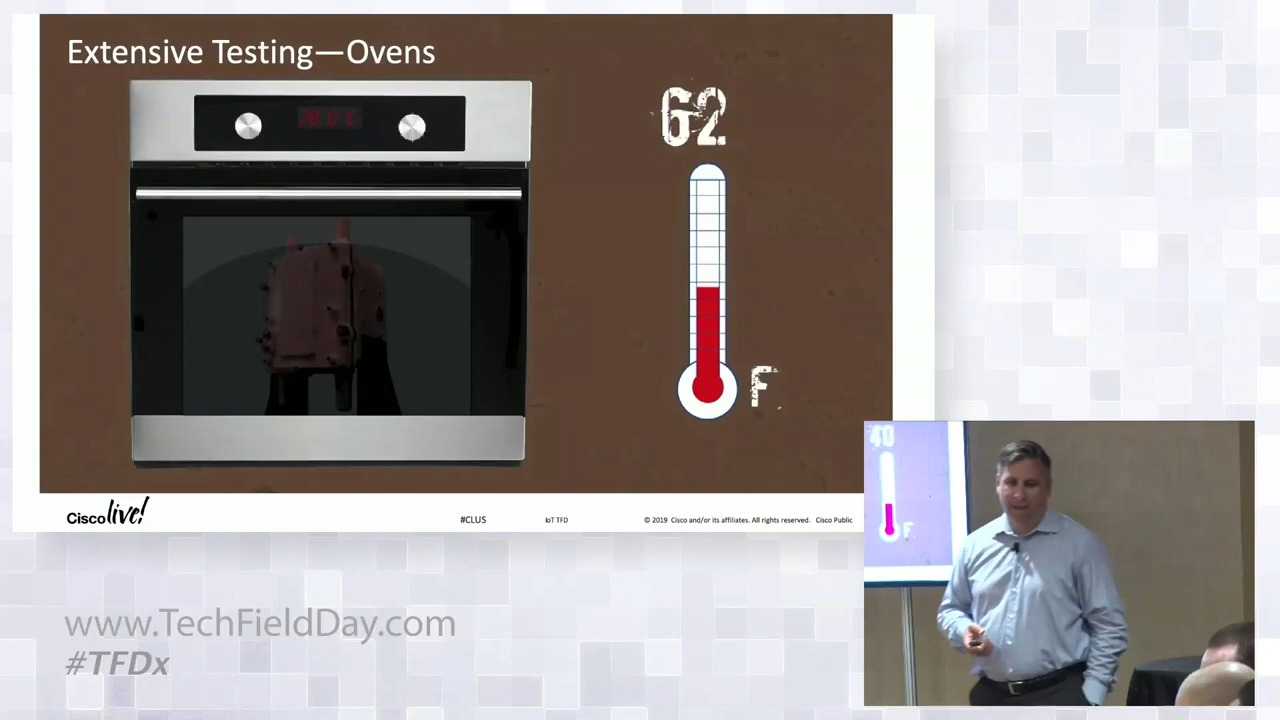 Extensive Testing—Ovens
62
F
Cisco live!
#CLUS
IoT TFD
© 2019 Cisco and/or its affiliates. All rights reserved. Cisco Public
40
F
www.TechFieldDay.com
#TFDx